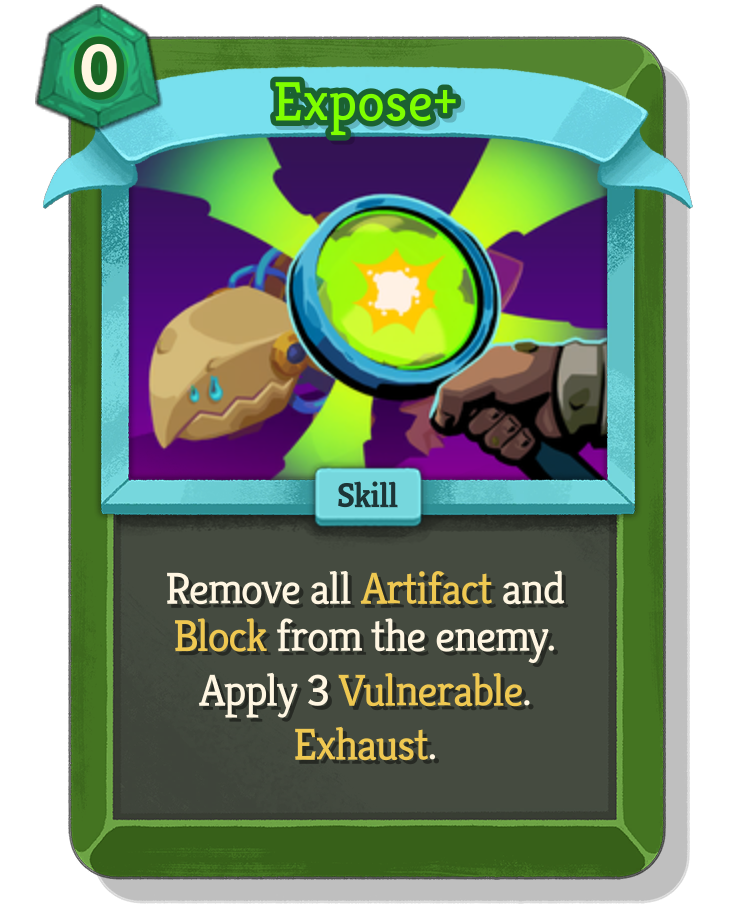 0
Expose+
Skill
Remove all Artifact and
Block from the enemy.
Apply 3 Vulnerable.
Exhaust.